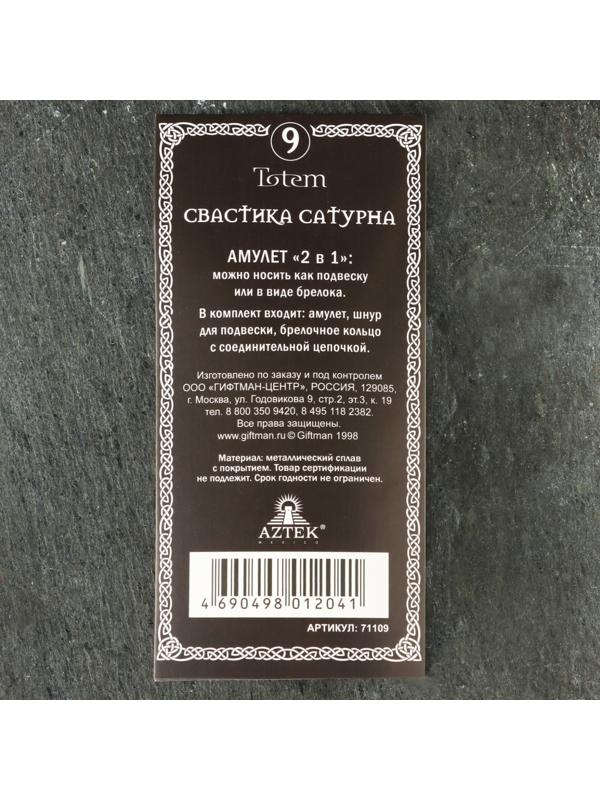 9
Totem
СВАСТИКА САТУРНА
АМУЛЕТ «2 в 1»:
можно носить как подвеску
или в виде брелока.
В комплект входит: амулет, шнур
для подвески, брелочное кольцо
с соединительной цепочкой.
Изготовлено по заказу и под контролем
ООО «ГИФТМАН-ЦЕНТР», РОССИЯ, 129085,
г. Москва, ул. Годовикова 9, стр.2, эт.3, к. 19
тел. 8 800 350 9420, 8 495 118 2382.
Все права защищены.
www.giftman.ru © Giftman 1998
Материал: металлический сплав
с покрытием. Товар сертификации
не подлежит. Срок годности не ограничен.
AZTEK®
MEXICO
4 690498 012041
АРТИКУЛ: 71109